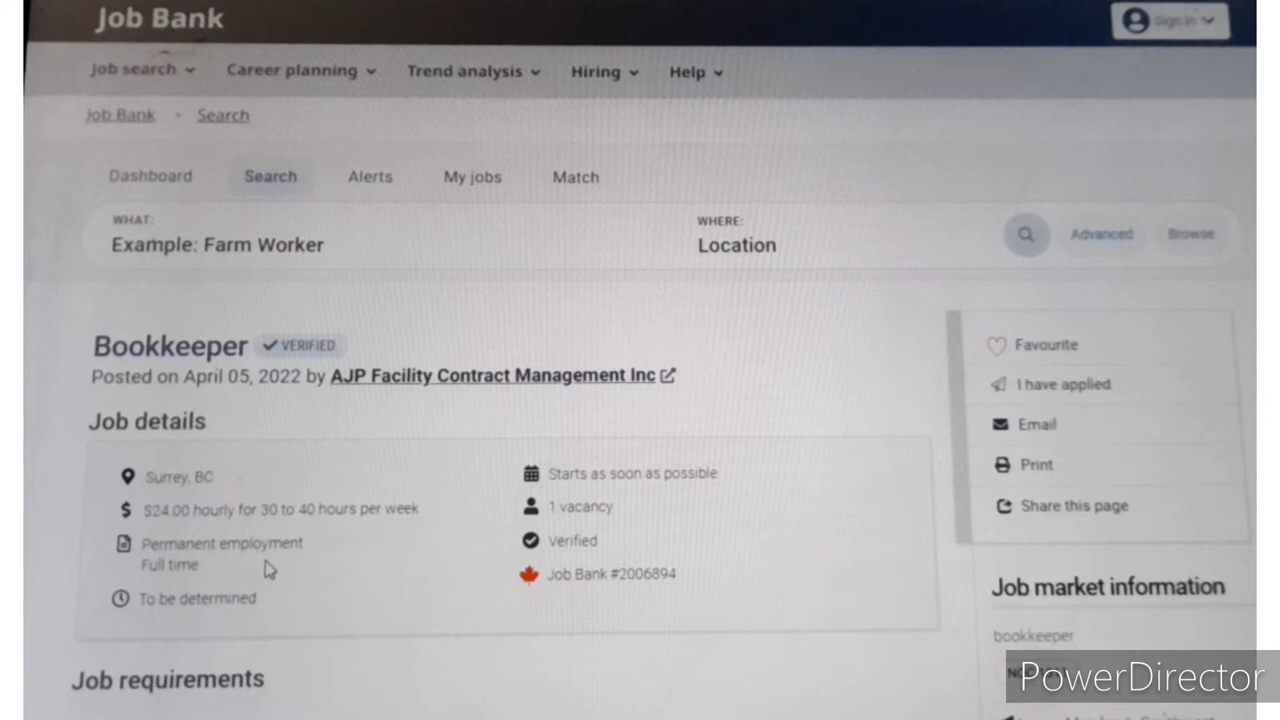 Job Bank
Sign in
Job search
Career planning
Trend analysis
Hiring
Help
Job Bank - Search
Dashboard
Search
Alerts
My jobs
Match
WHAT:
Example: Farm Worker
WHERE:
Location
Advanced
Browse
Bookkeeper VERIFIED
Posted on April 05, 2022 by AJP Facility Contract Management Inc
Job details
Surrey, BC
$24.00 hourly for 30 to 40 hours per week
Permanent employment
Full time
To be determined
Starts as soon as possible
1 vacancy
Verified
Job Bank #2006894
Job requirements
Favourite
I have applied
Email
Print
Share this page
Job market information
bookkeeper
PowerDirector